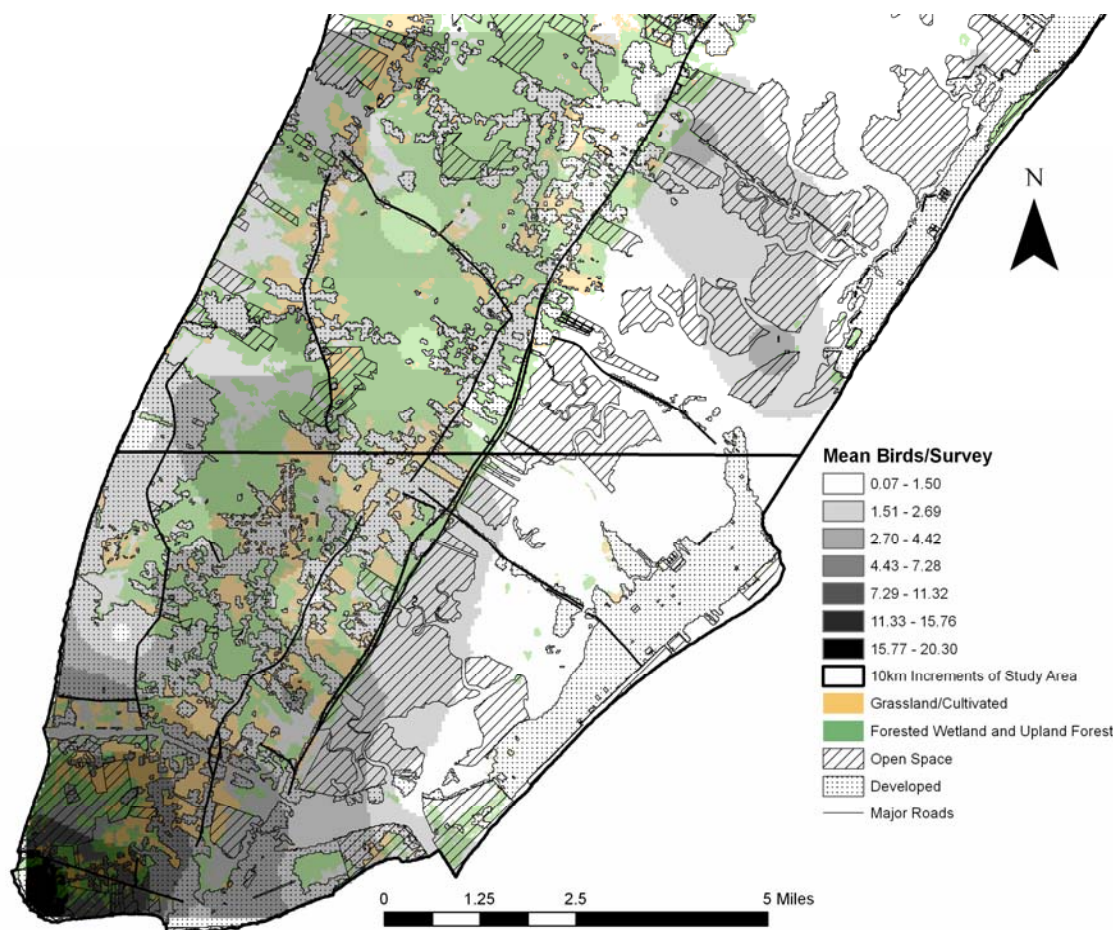 N
Mean Birds/Survey
0.07 - 1.50
1.51 - 2.69
2.70 - 4.42
4.43 - 7.28
7.29 - 11.32
11.33 - 15.76
15.77 - 20.30
10km Increments of Study Area
Grassland/Cultivated
Forested Wetland and Upland Forest
Open Space
Developed
Major Roads
0 1.25 2.5 5 Miles